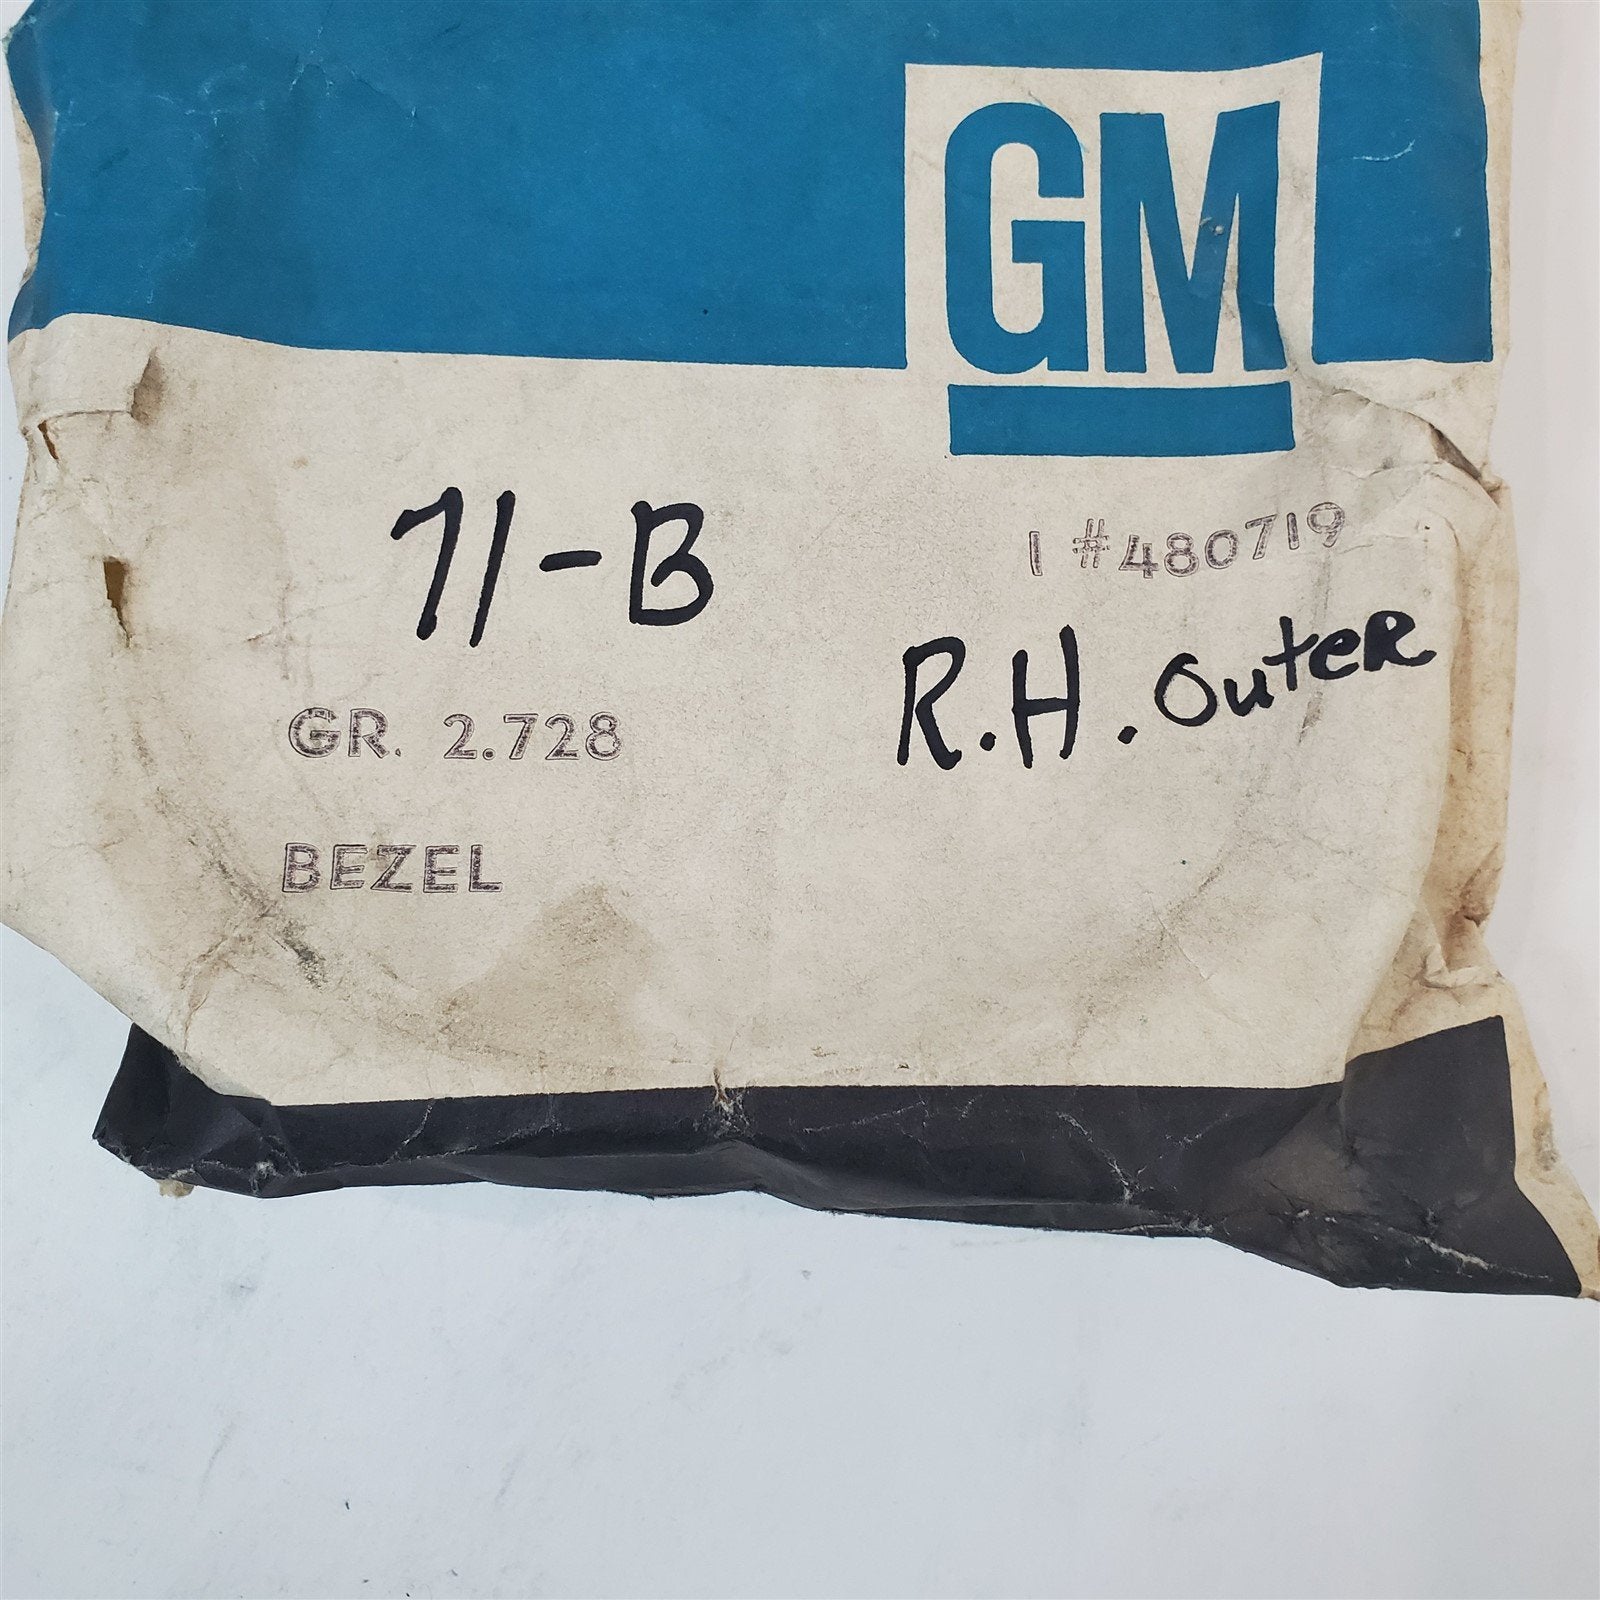 GM
71-B
1 #480719
R.H. Outer
GR. 2.728
BEZEL